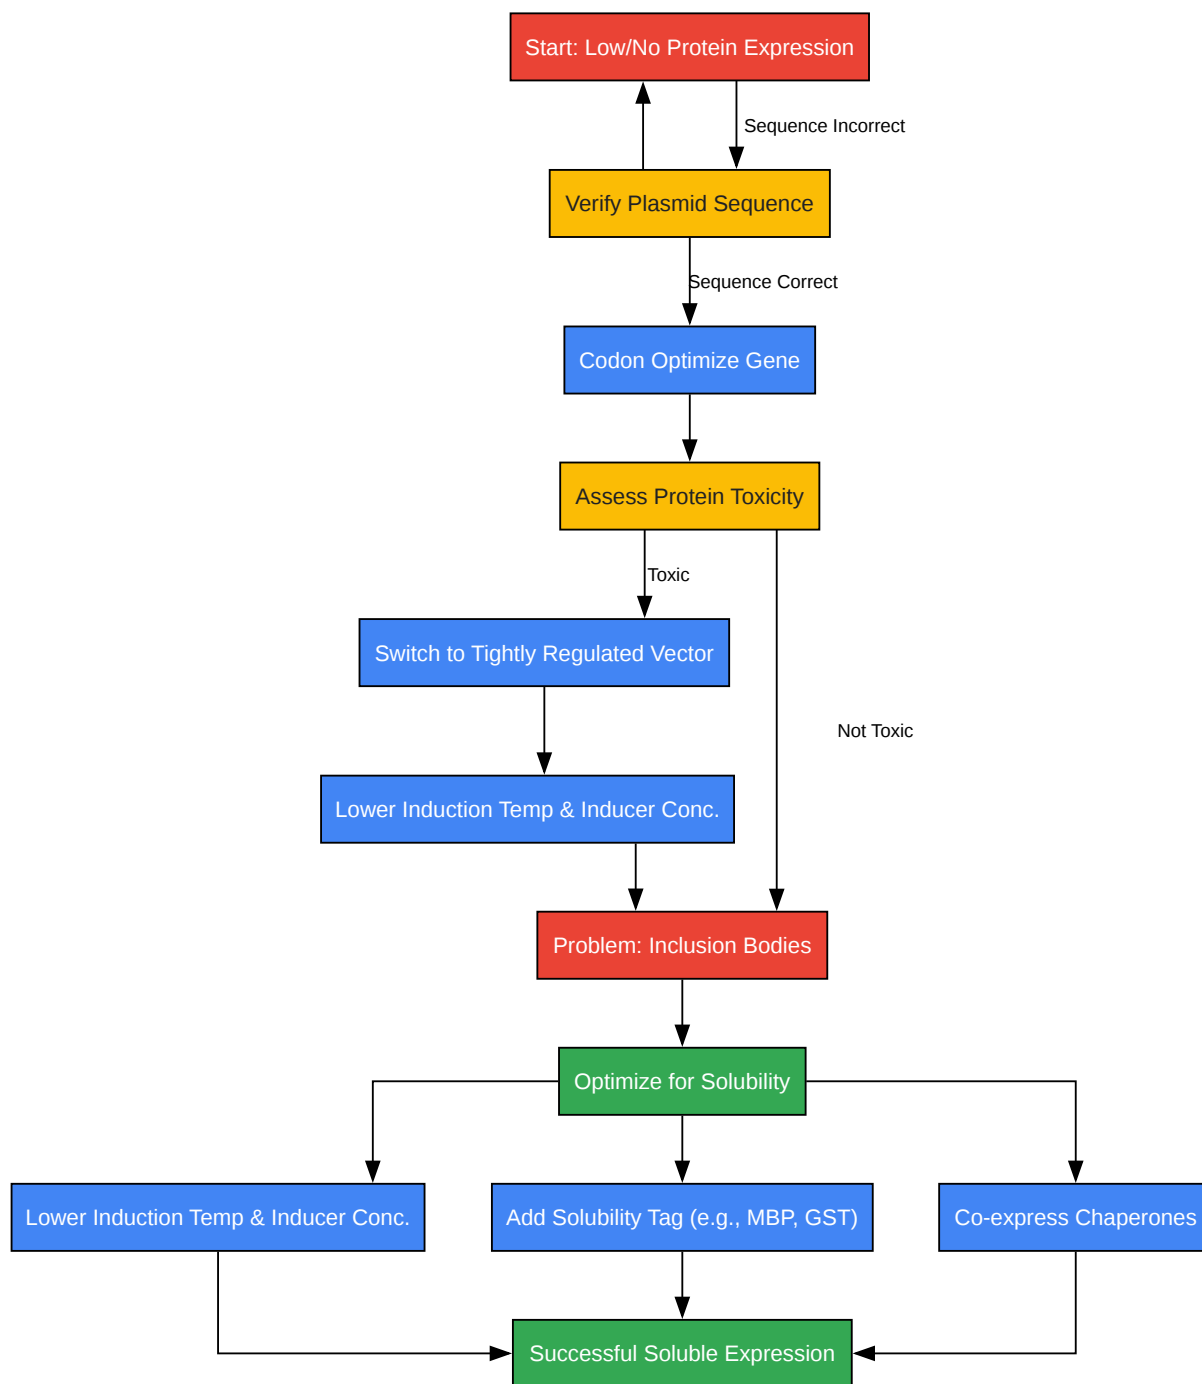 Start: Low/No Protein Expression
Sequence Incorrect
Verify Plasmid Sequence
Sequence Correct
Codon Optimize Gene
Assess Protein Toxicity
Toxic
Switch to Tightly Regulated Vector
Not Toxic
Lower Induction Temp & Inducer Conc.
Problem: Inclusion Bodies
Optimize for Solubility
Lower Induction Temp & Inducer Conc.
Add Solubility Tag (e.g., MBP, GST)
Co-express Chaperones
Successful Soluble Expression